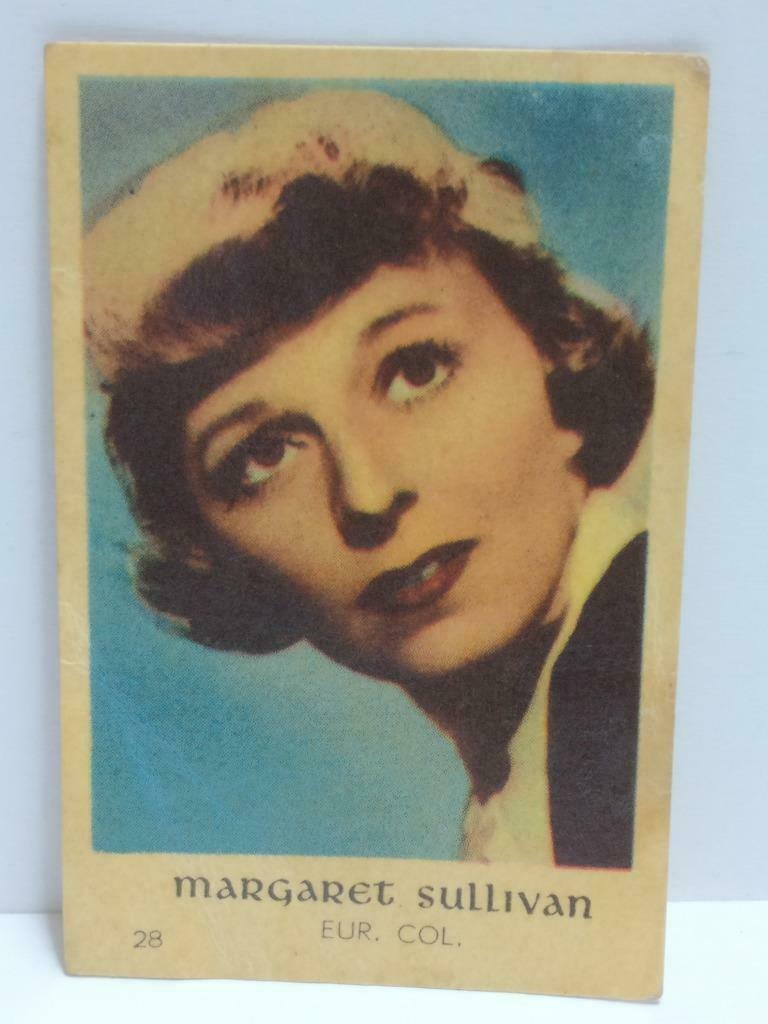 MARGARET SULLIVAN
EUR. COL.
28